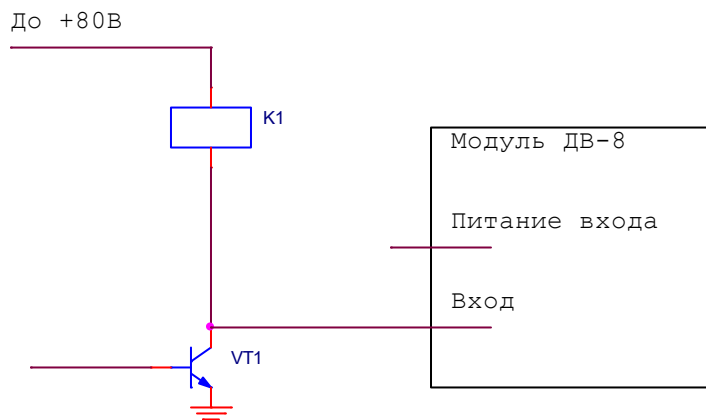 До +80В
K1
Модуль ДВ-8
Питание входа
Вход
VT1